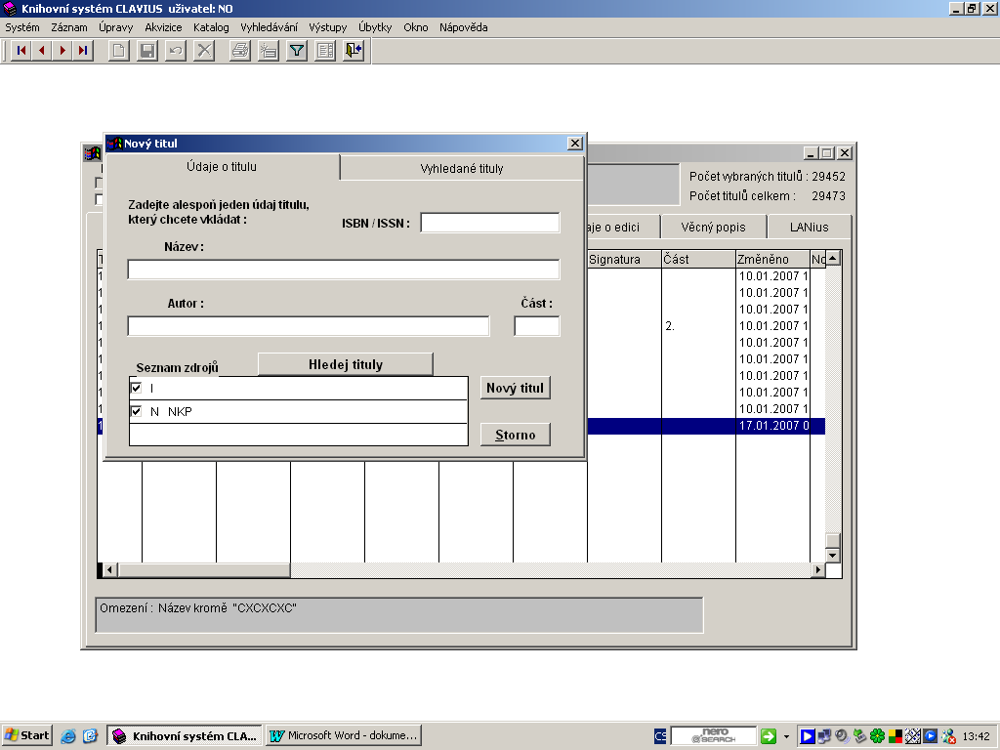 Knihovní systém CLAVIUS uživatel: NO
Systém Záznam Úpravy Akvizice Katalog Vyhledávání Výstupy Úbytky Okno Nápověda
Nový titul
Údaje o titulu Vyhledané tituly
Počet vybraných titulů : 29452
Počet titulů celkem : 29473
Zadejte alespoň jeden údaj titulu,
který chcete vkládát :
ISBN / ISSN :
aje o edici Věcný popis LANius
Název :
Signatura Část Změněno No
10.01.2007 1
10.01.2007 1
10.01.2007 1
2. 10.01.2007 1
10.01.2007 1
10.01.2007 1
10.01.2007 1
10.01.2007 1
10.01.2007 1
17.01.2007 0
Autor : Část :
Hledej tituly
Seznam zdrojů
I
N NKP
Nový titul
Storno
Omezení : Název kromě "CXCXCXC"
Start Knihovní systém CLA... Microsoft Word - dokume... CS nero SEARCH 13:42